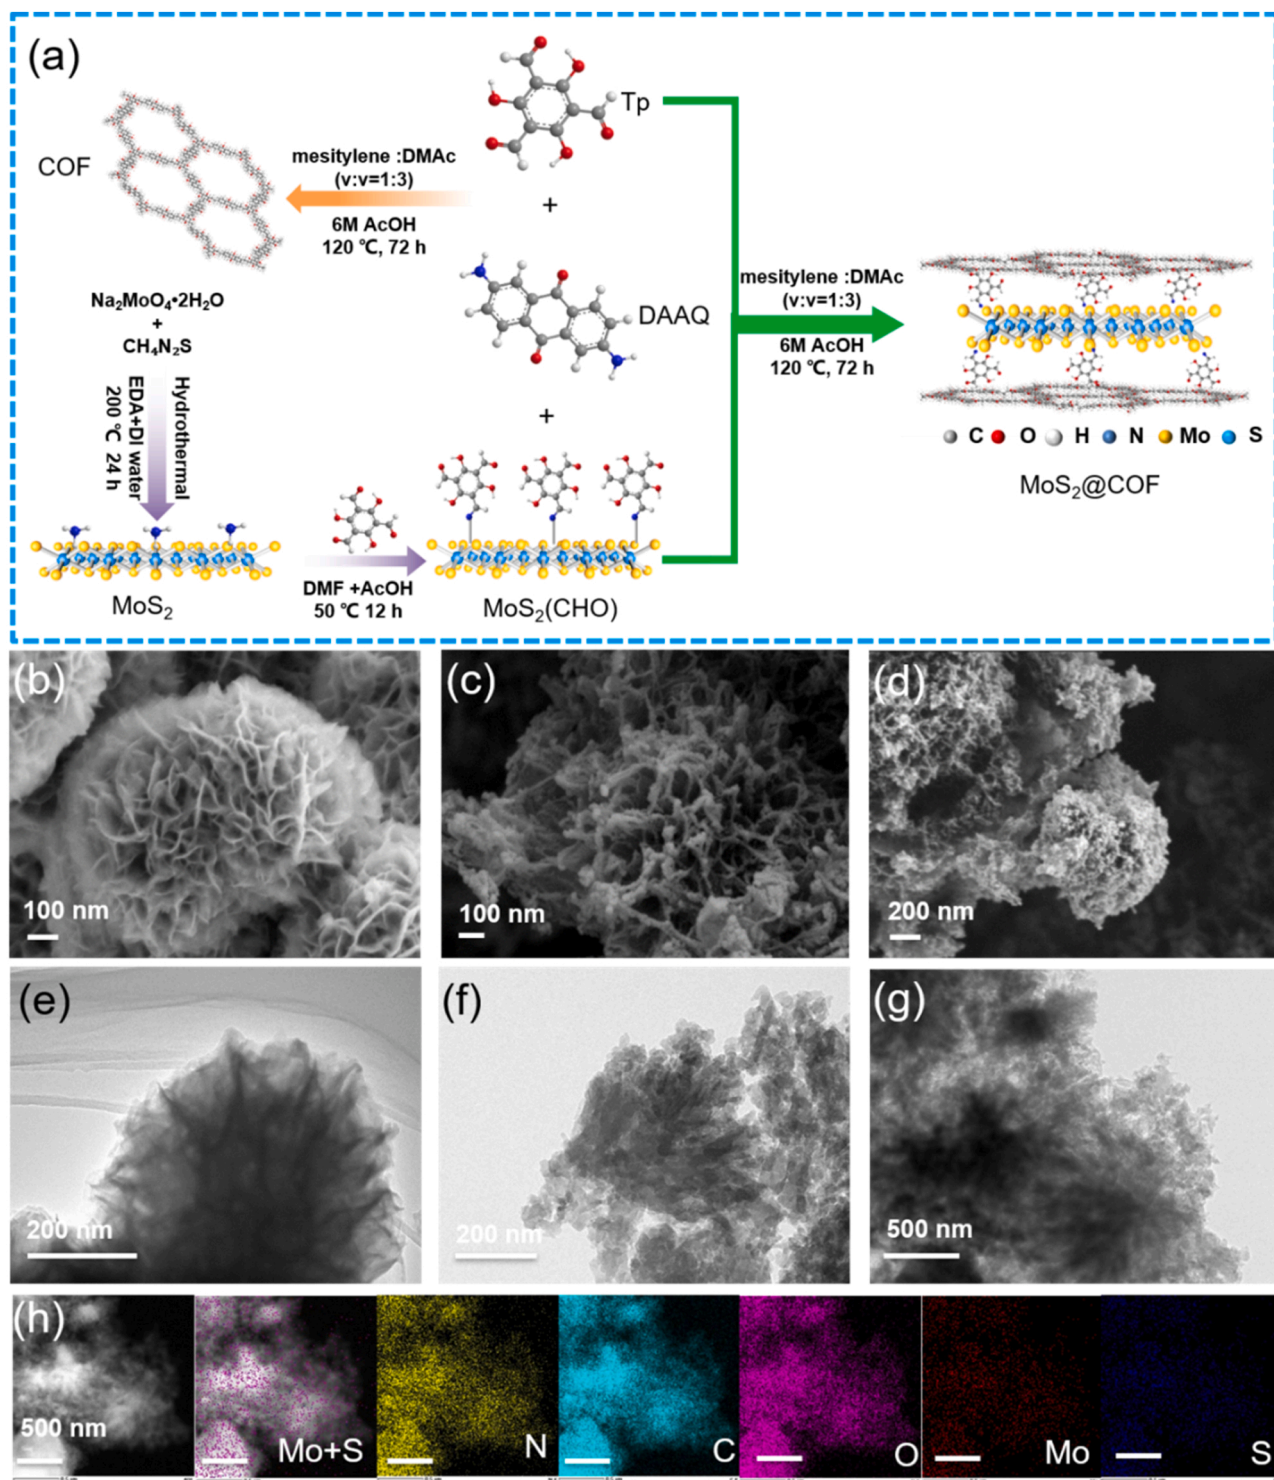 (a)
Tp
COF
mesitylene :DMAc
(v:v=1:3)
6M AcOH
120 ℃, 72 h
+
DAAQ
+
Na₂MoO₄•2H₂O
+
CH₄N₂S
Hydrothermal
EDA+DI water
200 ℃ 24 h
MoS₂
DMF +AcOH
50 ℃ 12 h
MoS₂(CHO)
mesitylene :DMAc
(v:v=1:3)
6M AcOH
120 ℃, 72 h
C O H N Mo S
MoS₂@COF
(b)
100 nm
(c)
100 nm
(d)
200 nm
(e)
200 nm
(f)
200 nm
(g)
500 nm
(h)
500 nm
Mo+S
N
C
O
Mo
S